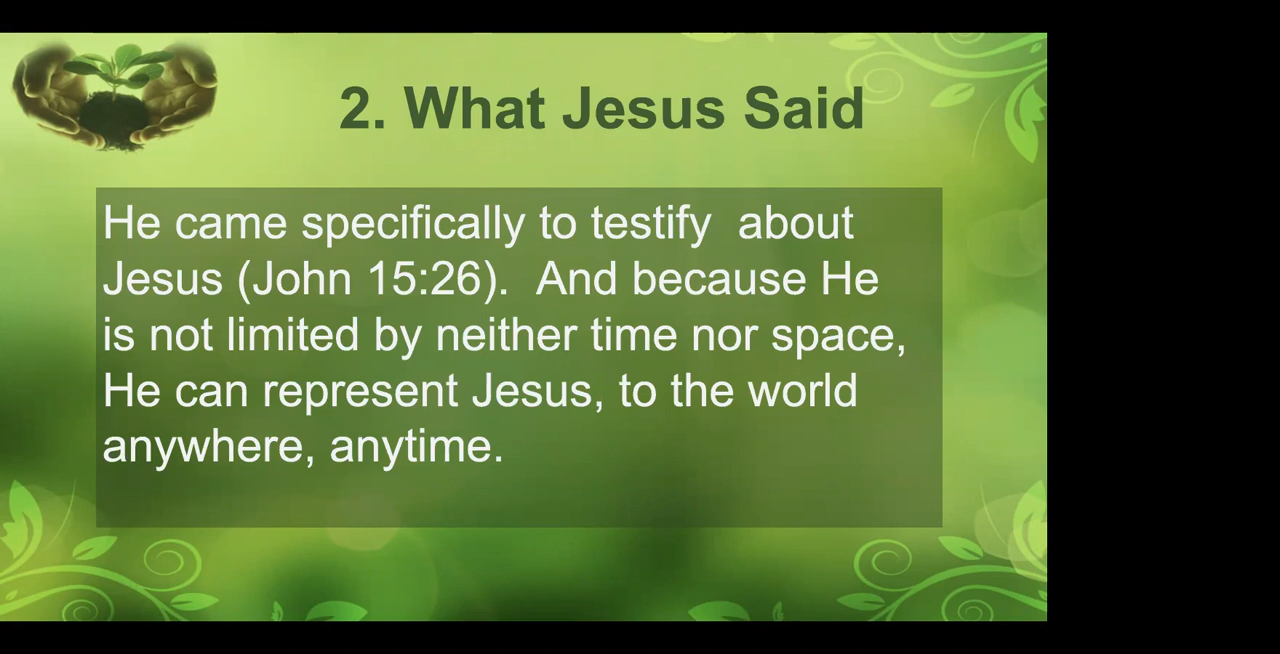 2. What Jesus Said
He came specifically to testify  about
Jesus (John 15:26).  And because He
is not limited by neither time nor space,
He can represent Jesus, to the world
anywhere, anytime.